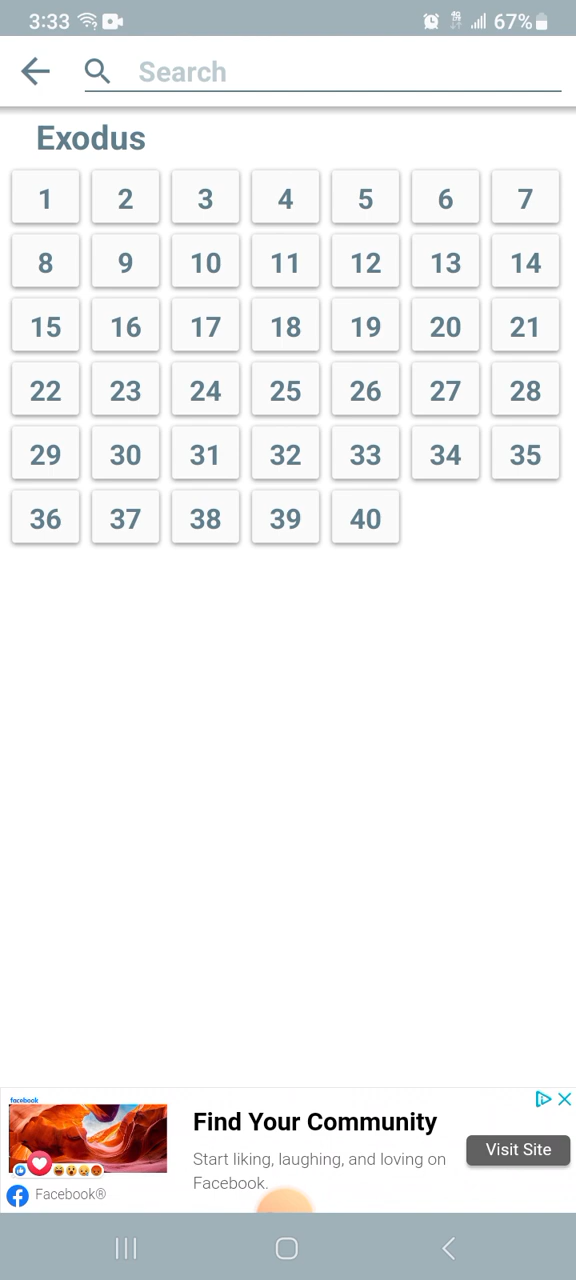 3:33 67%
Search
Exodus
1 2 3 4 5 6 7
8 9 10 11 12 13 14
15 16 17 18 19 20 21
22 23 24 25 26 27 28
29 30 31 32 33 34 35
36 37 38 39 40
facebook
Find Your Community
Visit Site
Start liking, laughing, and loving on
Facebook.
Facebook®